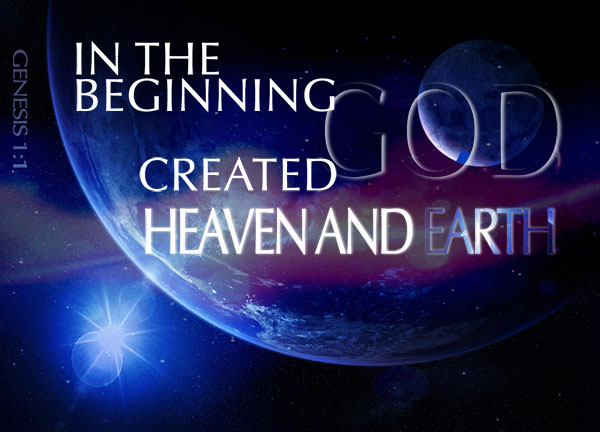 IN THE
BEGINNING
GOD
CREATED
HEAVEN AND EARTH
GENESIS 1:1